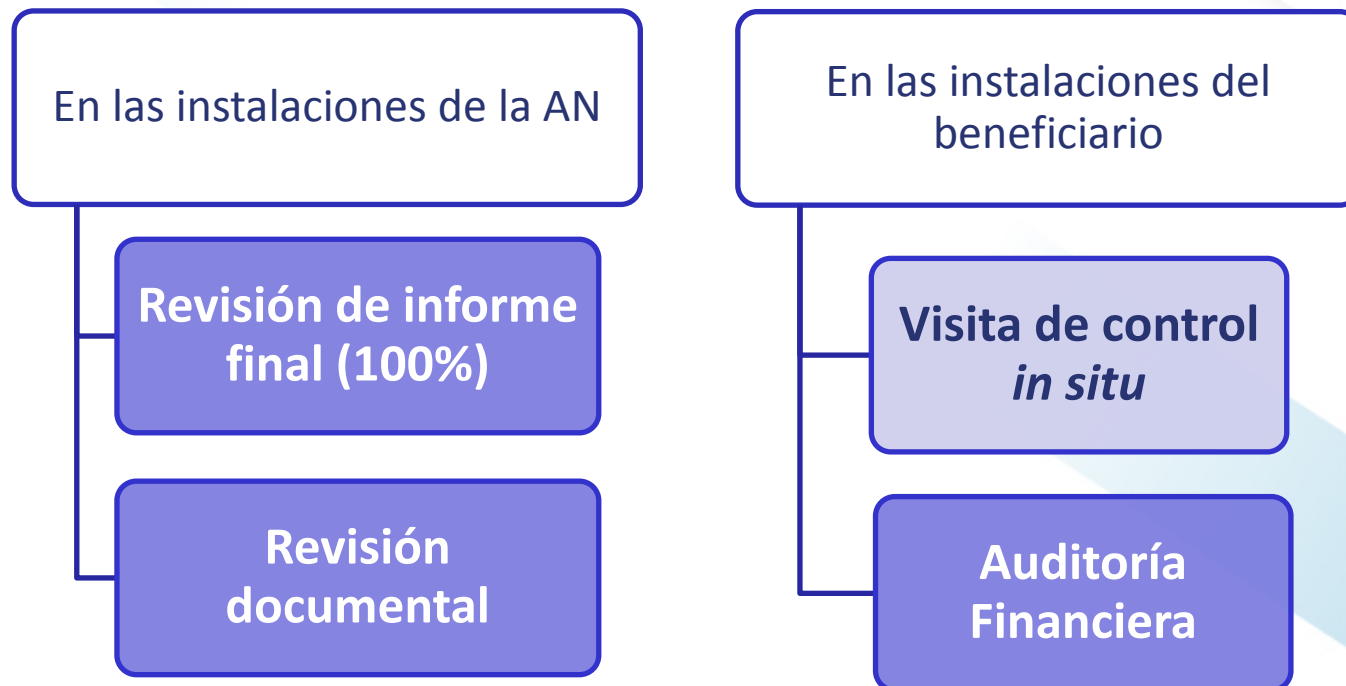 En las instalaciones de la AN
Revisión de informe
final (100%)
Revisión
documental
En las instalaciones del
beneficiario
Visita de control
in situ
Auditoría
Financiera